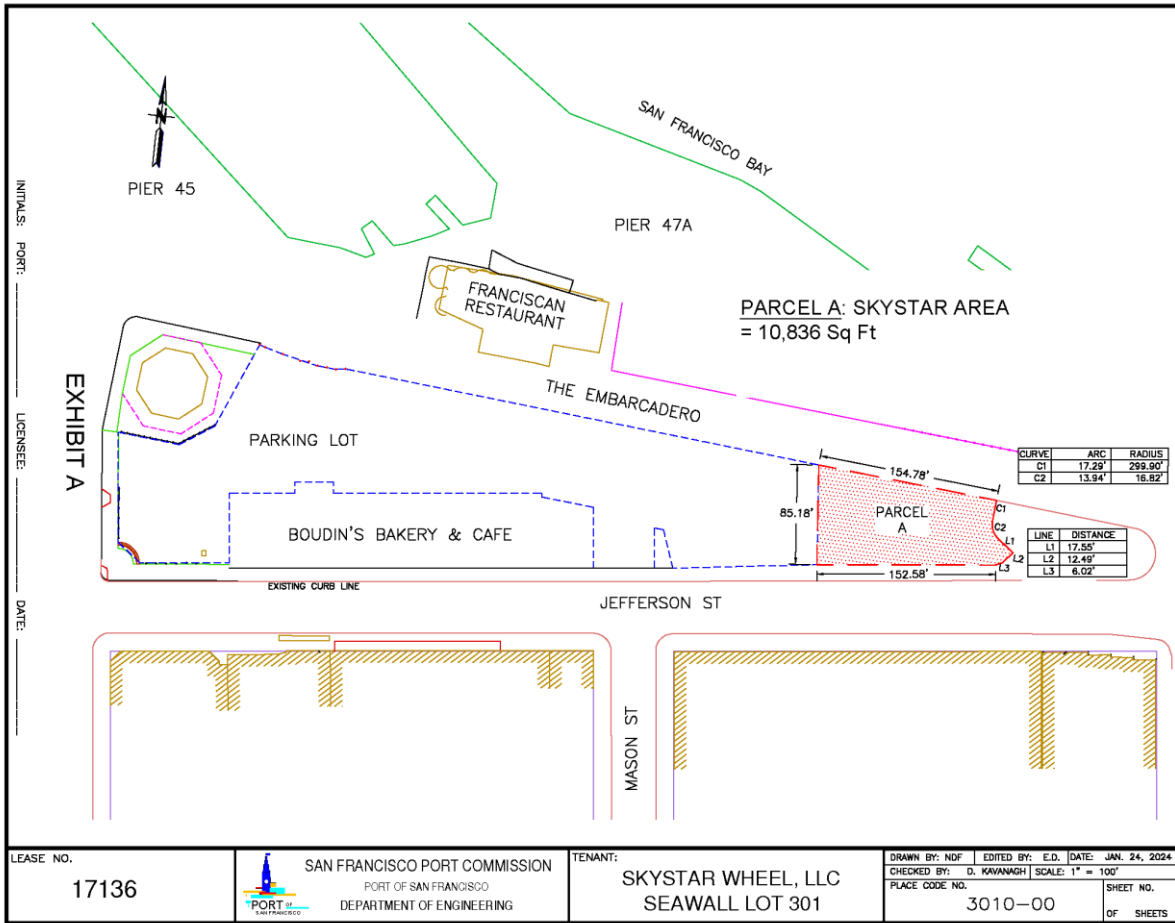 SAN FRANCISCO BAY
N
PIER 45
PIER 47A
INITIALS: PORT: LICENSEE: DATE:
EXHIBIT A
FRANCISCAN
RESTAURANT
PARCEL A: SKYSTAR AREA
= 10,836 Sq Ft
THE EMBARCADERO
PARKING LOT
CURVE ARC RADIUS
C1 17.29' 299.90'
C2 13.94' 16.82'
154.78'
85.18'
PARCEL
A
C1
C2
L1
L2
L3
LINE DISTANCE
L1 17.55'
L2 12.49'
L3 6.02'
BOUDIN'S BAKERY & CAFE
152.58'
EXISTING CURB LINE
JEFFERSON ST
MASON ST
LEASE NO.
17136
PORT OF
SAN FRANCISCO
SAN FRANCISCO PORT COMMISSION
PORT OF SAN FRANCISCO
DEPARTMENT OF ENGINEERING
TENANT:
SKYSTAR WHEEL, LLC
SEAWALL LOT 301
DRAWN BY: NDF EDITED BY: E.D. DATE: JAN. 24, 2024
CHECKED BY: D. KAVANAGH SCALE: 1" = 100'
PLACE CODE NO.
3010-00
SHEET NO.
OF SHEETS